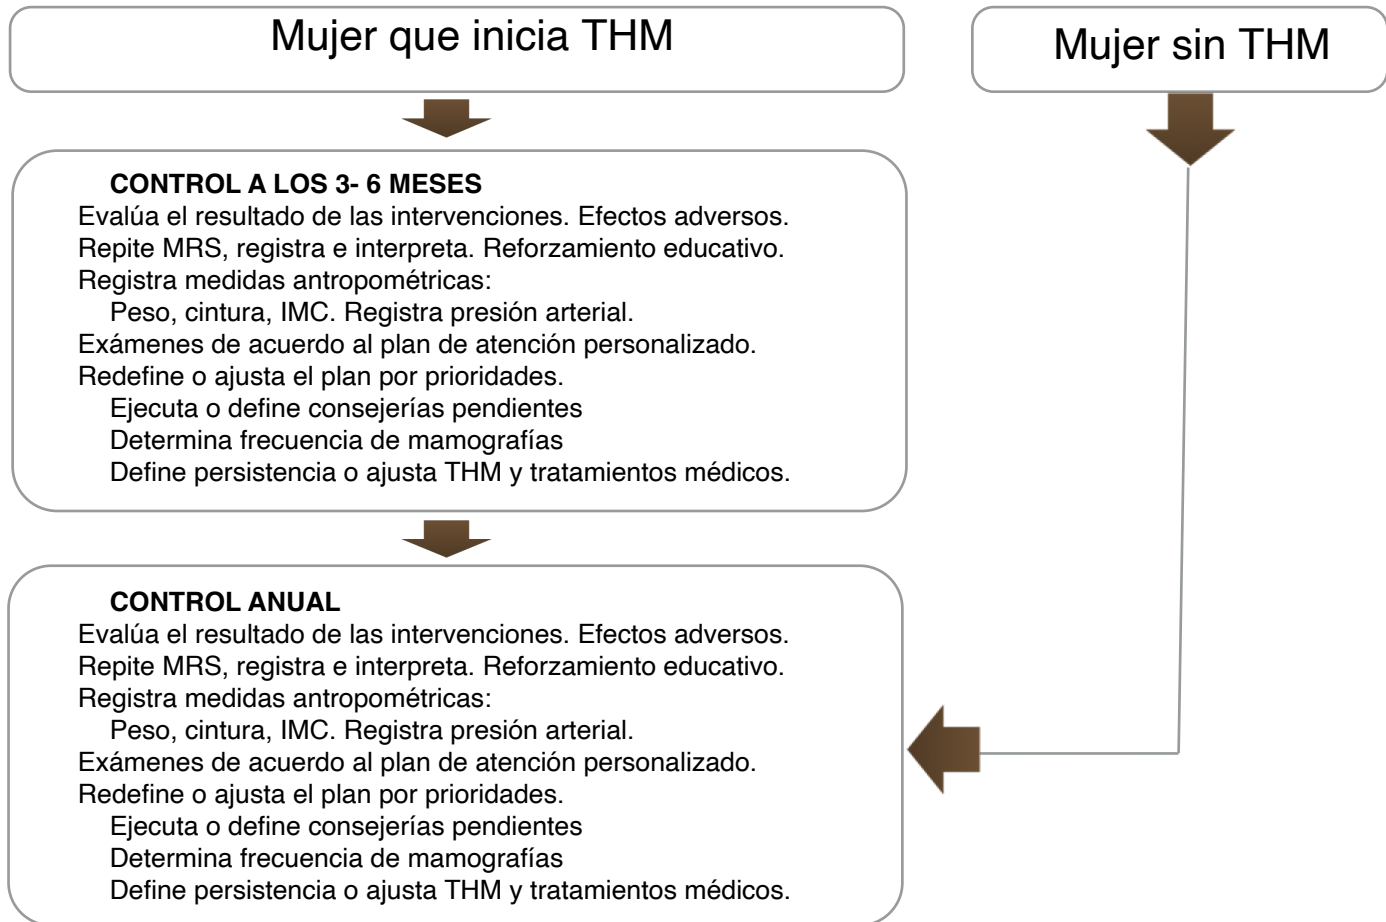 Mujer que inicia THM
Mujer sin THM
CONTROL A LOS 3- 6 MESES
Evalúa el resultado de las intervenciones. Efectos adversos.
Repite MRS, registra e interpreta. Reforzamiento educativo.
Registra medidas antropométricas:
Peso, cintura, IMC. Registra presión arterial.
Exámenes de acuerdo al plan de atención personalizado.
Redefine o ajusta el plan por prioridades.
Ejecuta o define consejerías pendientes
Determina frecuencia de mamografías
Define persistencia o ajusta THM y tratamientos médicos.
CONTROL ANUAL
Evalúa el resultado de las intervenciones. Efectos adversos.
Repite MRS, registra e interpreta. Reforzamiento educativo.
Registra medidas antropométricas:
Peso, cintura, IMC. Registra presión arterial.
Exámenes de acuerdo al plan de atención personalizado.
Redefine o ajusta el plan por prioridades.
Ejecuta o define consejerías pendientes
Determina frecuencia de mamografías
Define persistencia o ajusta THM y tratamientos médicos.